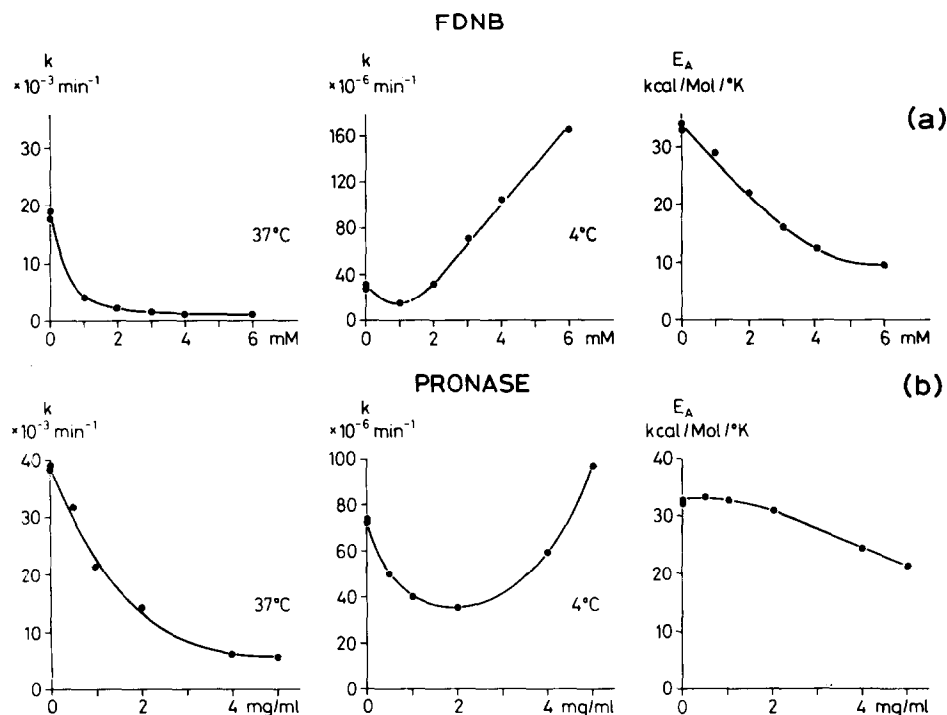 FDNB
k
×10⁻³ min⁻¹
30
20
10
0
37°C
0 2 4 6 mM
k
×10⁻⁶ min⁻¹
160
120
80
40
0
4°C
0 2 4 6 mM
E_A
kcal/Mol/°K
30
20
10
0
0 2 4 6 mM
(a)
PRONASE
k
×10⁻³ min⁻¹
40
30
20
10
0
37°C
0 2 4 mg/ml
k
×10⁻⁶ min⁻¹
100
80
60
40
20
0
4°C
0 2 4 mg/ml
E_A
kcal/Mol/°K
40
30
20
10
0
0 2 4 mg/ml
(b)